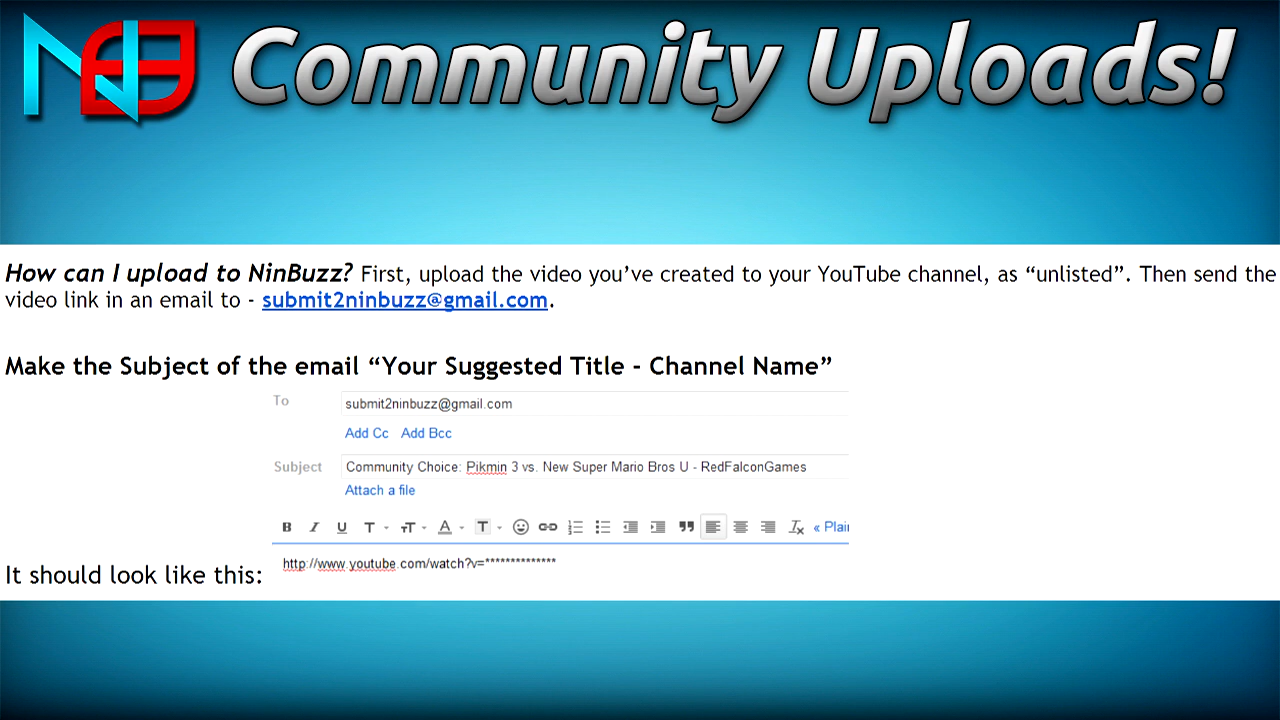 Community Uploads!
How can I upload to NinBuzz? First, upload the video you’ve created to your YouTube channel, as “unlisted”. Then send the
video link in an email to - submit2ninbuzz@gmail.com.
Make the Subject of the email “Your Suggested Title - Channel Name”
To submit2ninbuzz@gmail.com
Add Cc Add Bcc
Subject Community Choice: Pikmin 3 vs. New Super Mario Bros U - RedFalconGames
Attach a file
B I U T T A T « Plain
http://www.youtube.com/watch?v=**************
It should look like this: